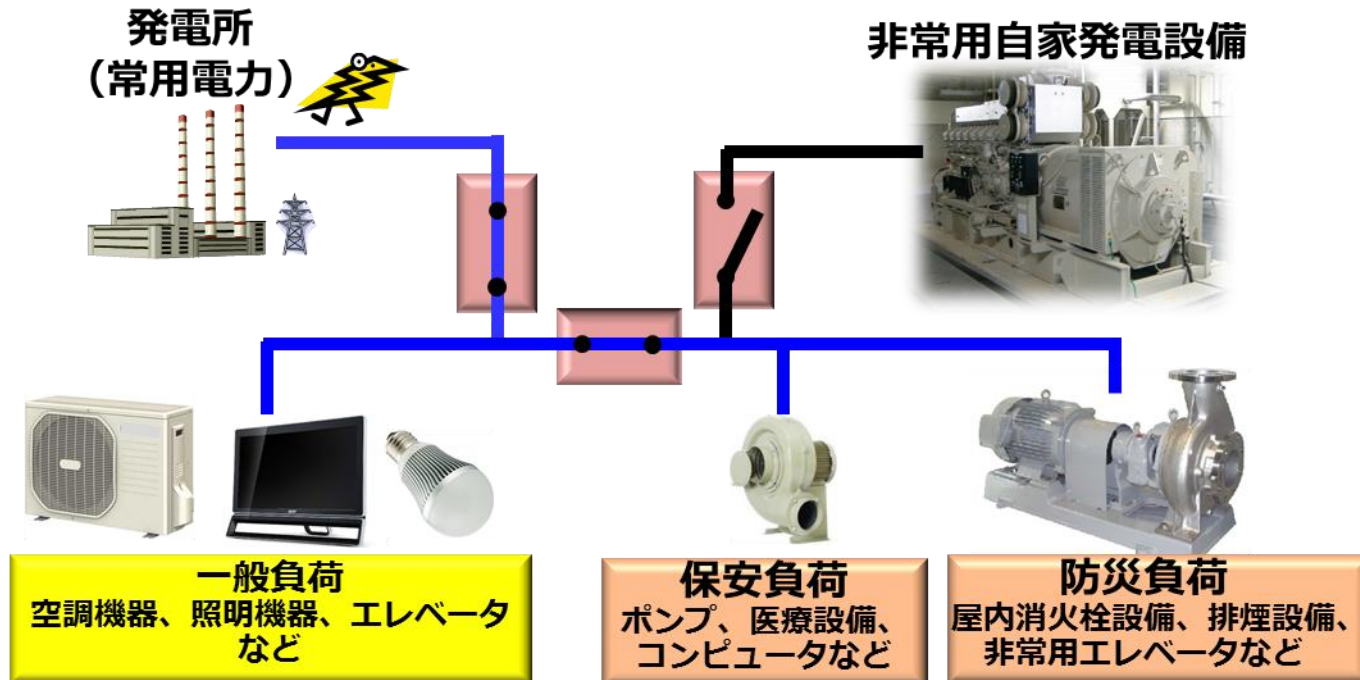 発電所
（常用電力）
非常用自家発電設備
一般負荷
空調機器、照明機器、エレベータ
など
保安負荷
ポンプ、医療設備、
コンピュータなど
防災負荷
屋内消火栓設備、排煙設備、
非常用エレベータなど